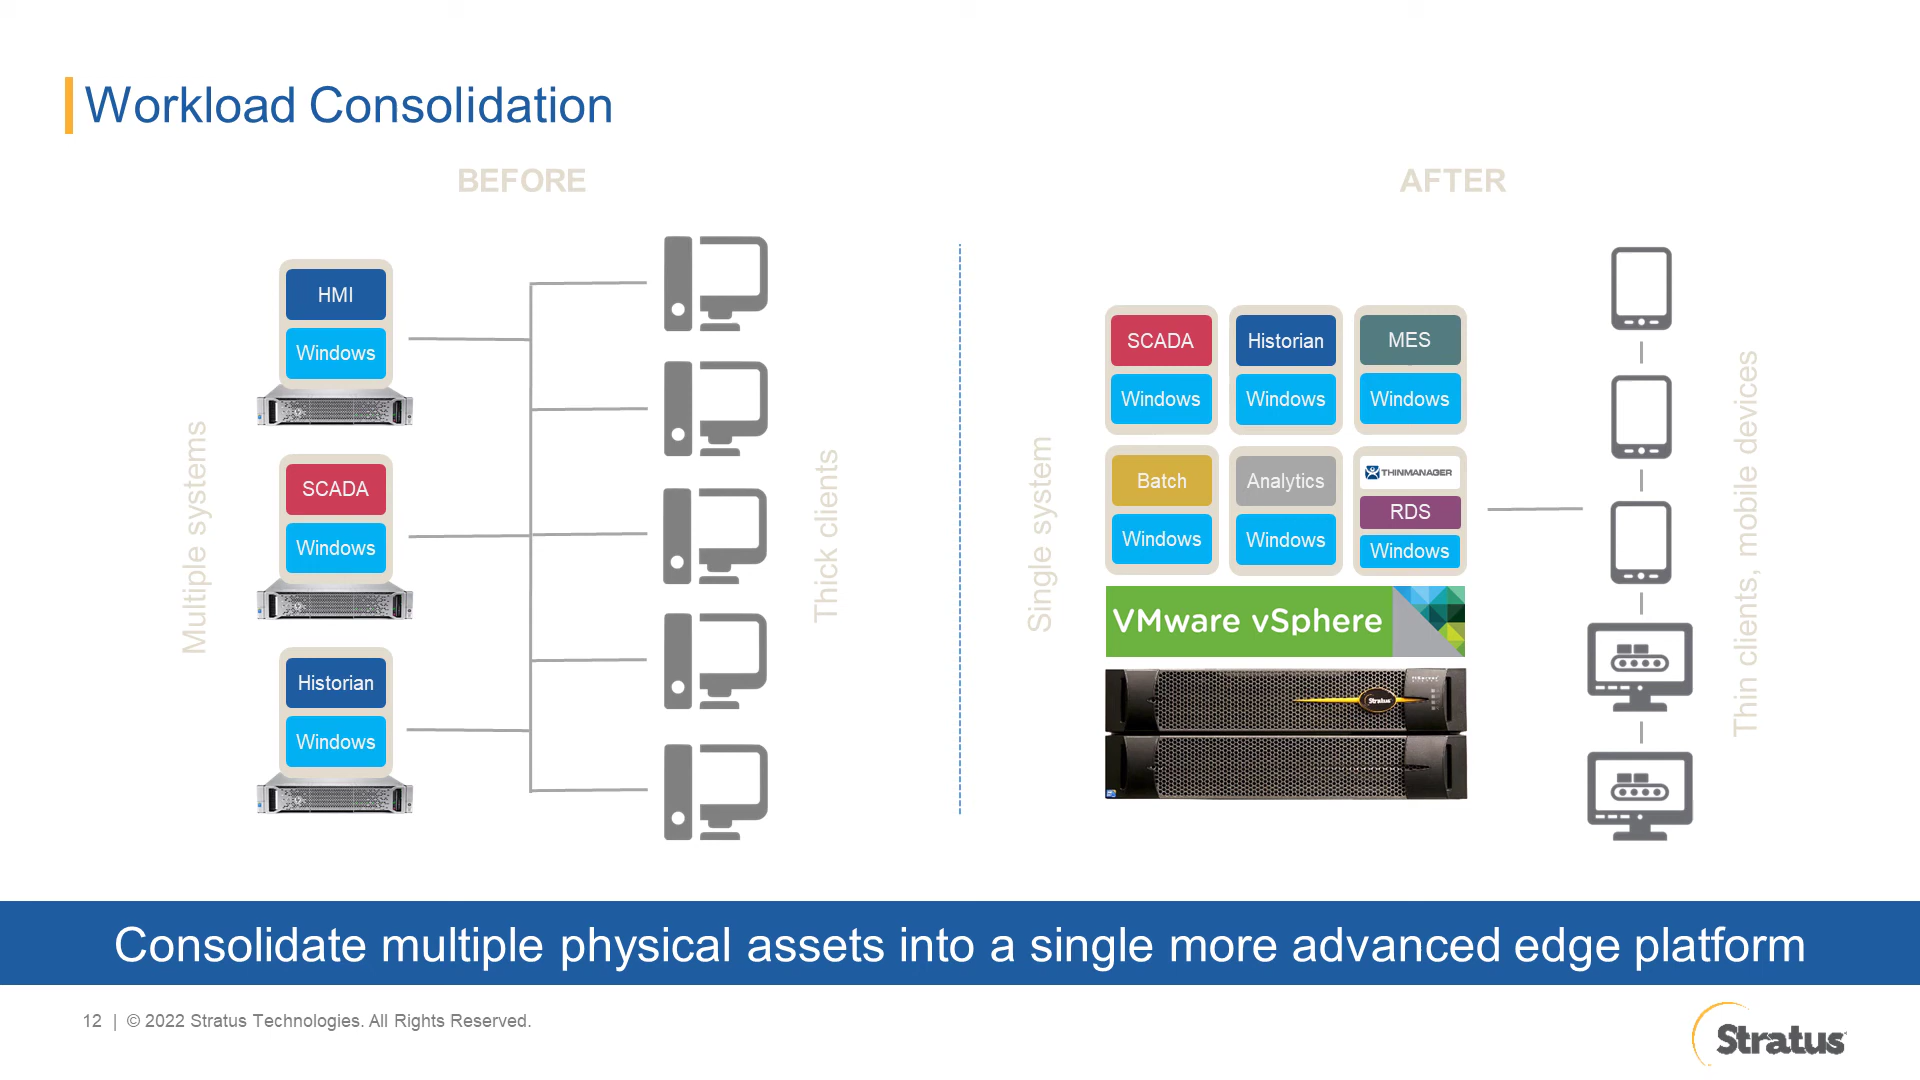 Workload Consolidation
BEFORE
Multiple systems
HMI
Windows
SCADA
Windows
Historian
Windows
Thick clients
AFTER
Single system
SCADA
Windows
Historian
Windows
MES
Windows
Batch
Windows
Analytics
Windows
THINMANAGER
RDS
Windows
VMware vSphere
Stratus
Thin clients, mobile devices
Consolidate multiple physical assets into a single more advanced edge platform
12 | © 2022 Stratus Technologies. All Rights Reserved.
Stratus